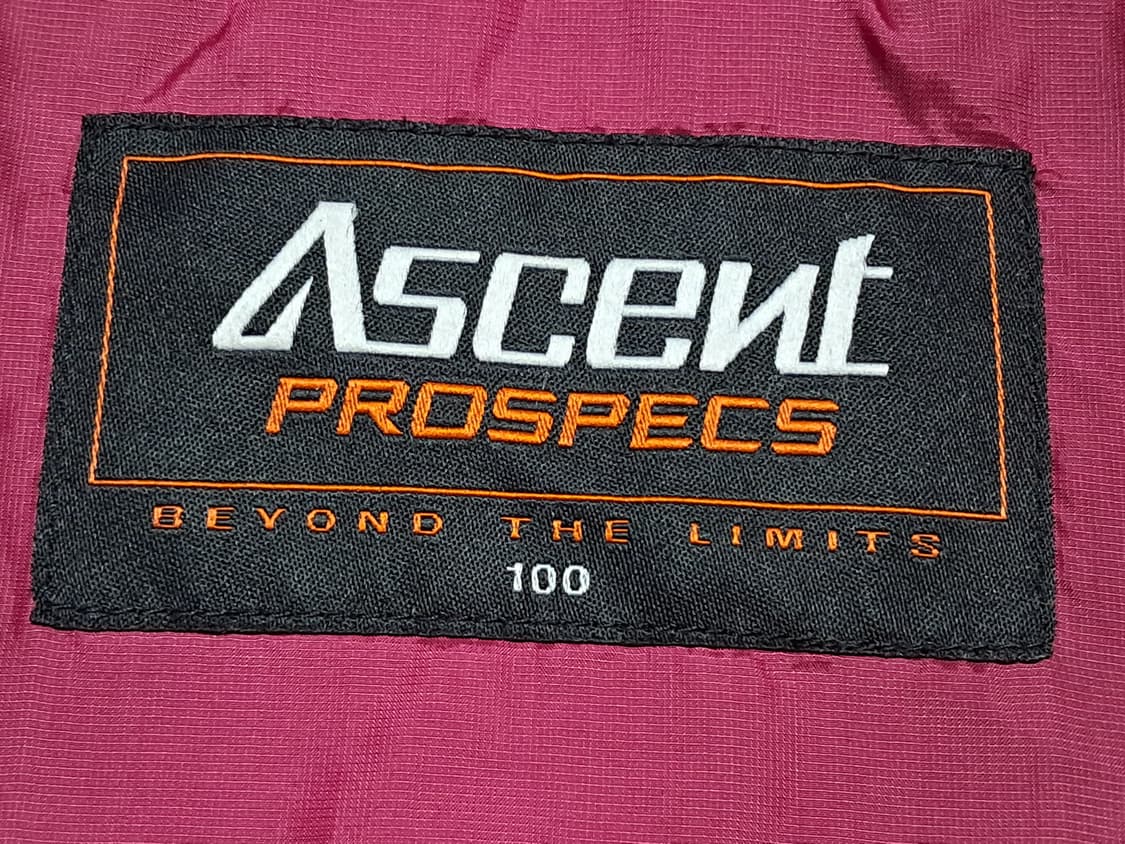 Ascent
PROSPECS
BEYOND THE LIMITS
100